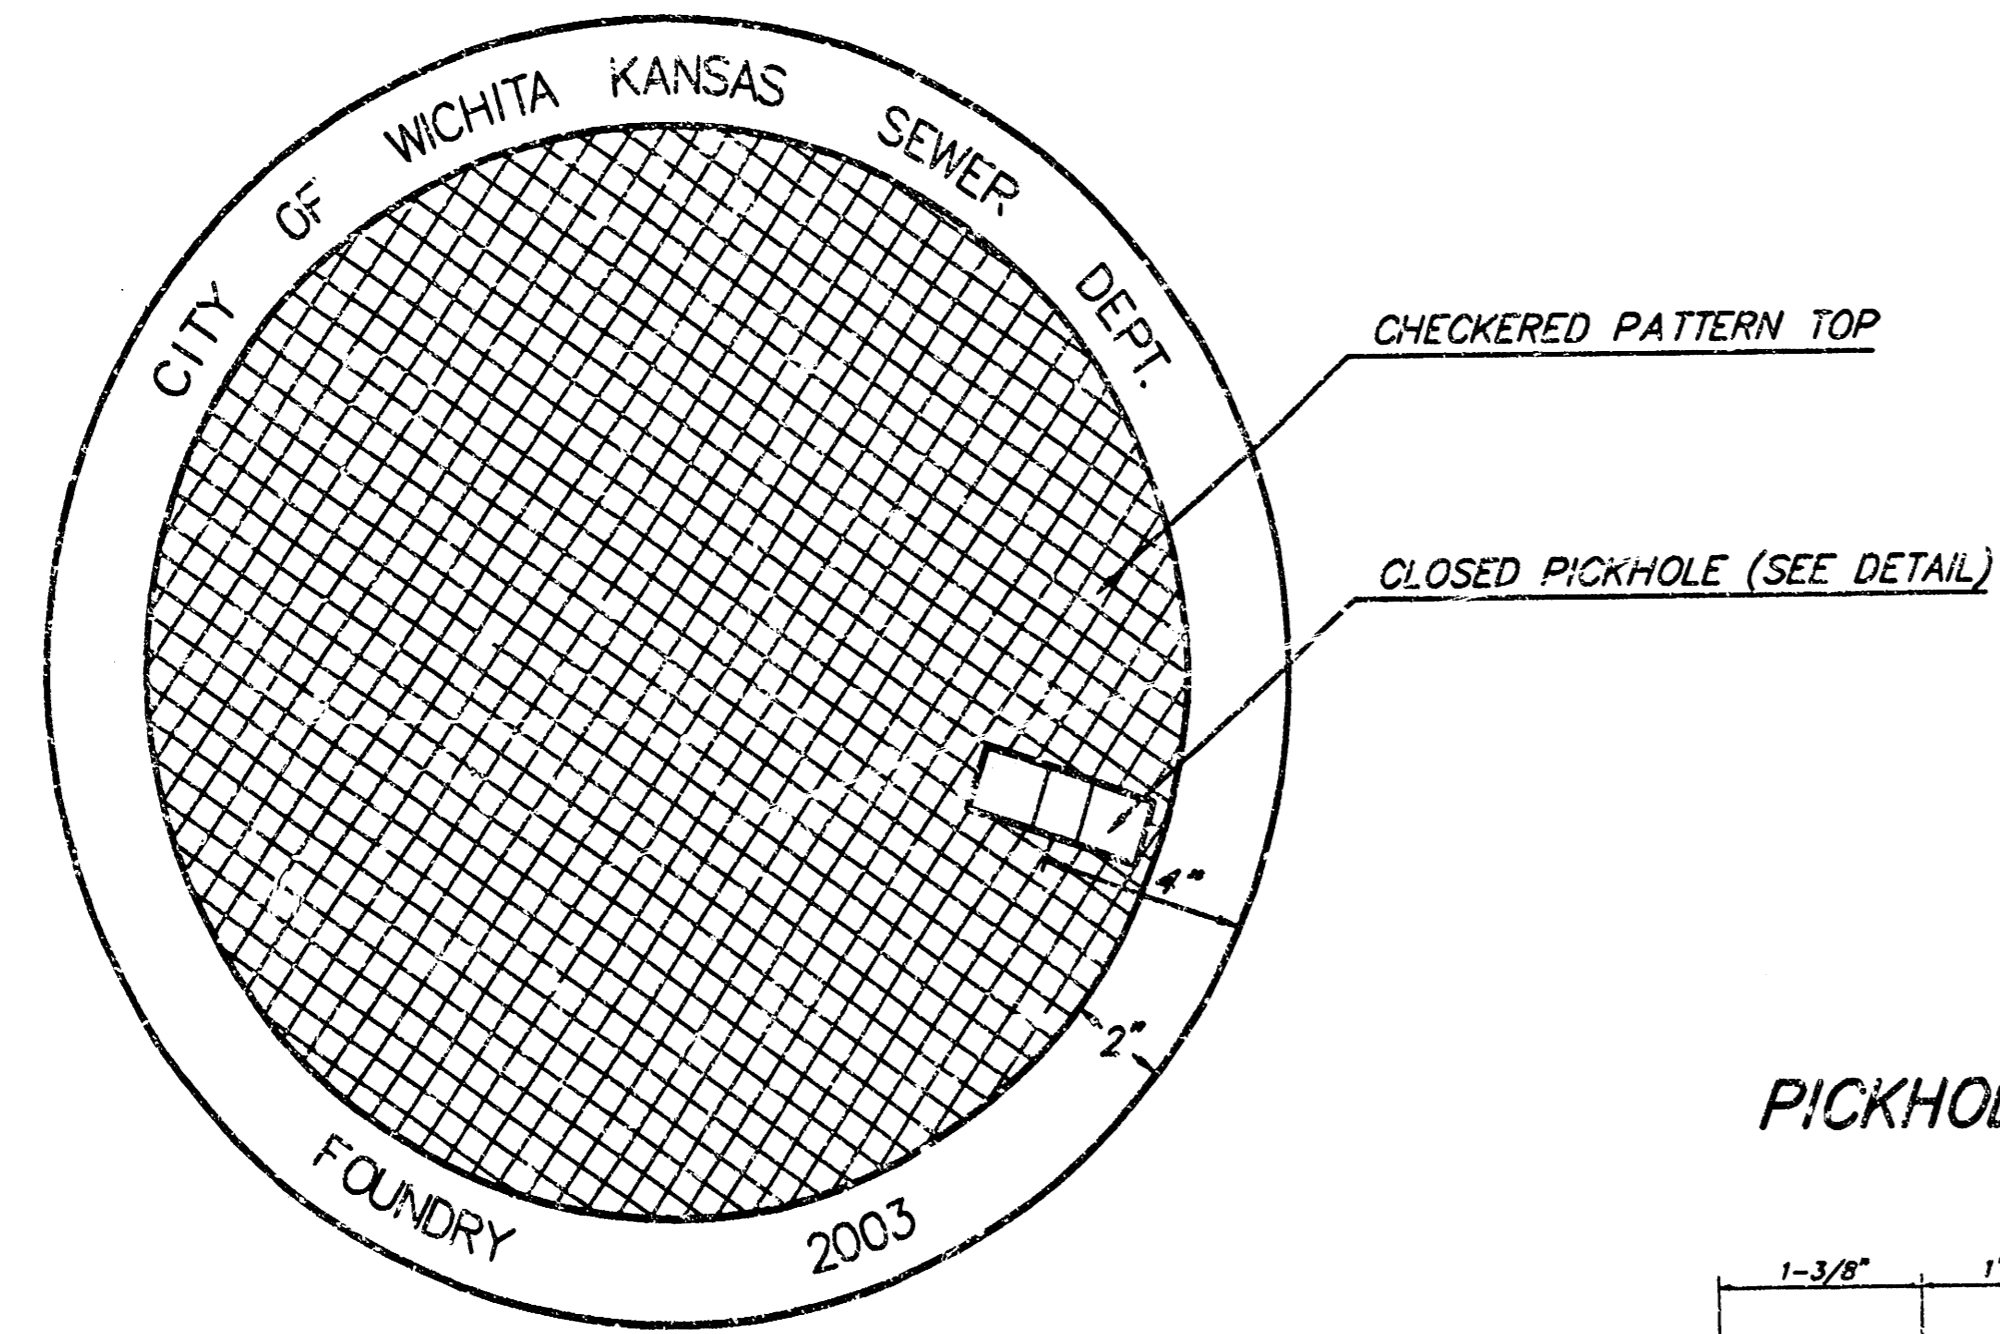 CITY OF WICHITA KANSAS SEWER DEPT.
CHECKERED PATTERN TOP
CLOSED PICKHOLE (SEE DETAIL)
4"
2"
FOUNDRY 2003
1-3/8"